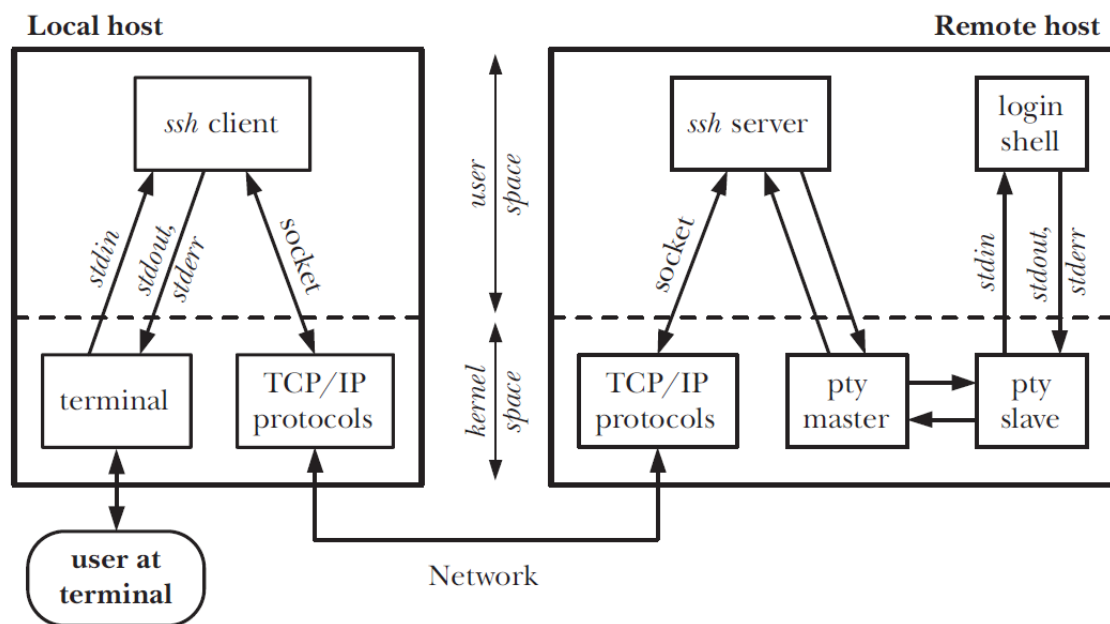 Local host
Remote host
ssh client
ssh server
login
shell
user
space
stdin
stdout,
stderr
socket
socket
stdin
stdout,
stderr
terminal
TCP/IP
protocols
kernel
space
TCP/IP
protocols
pty
master
pty
slave
user at
terminal
Network